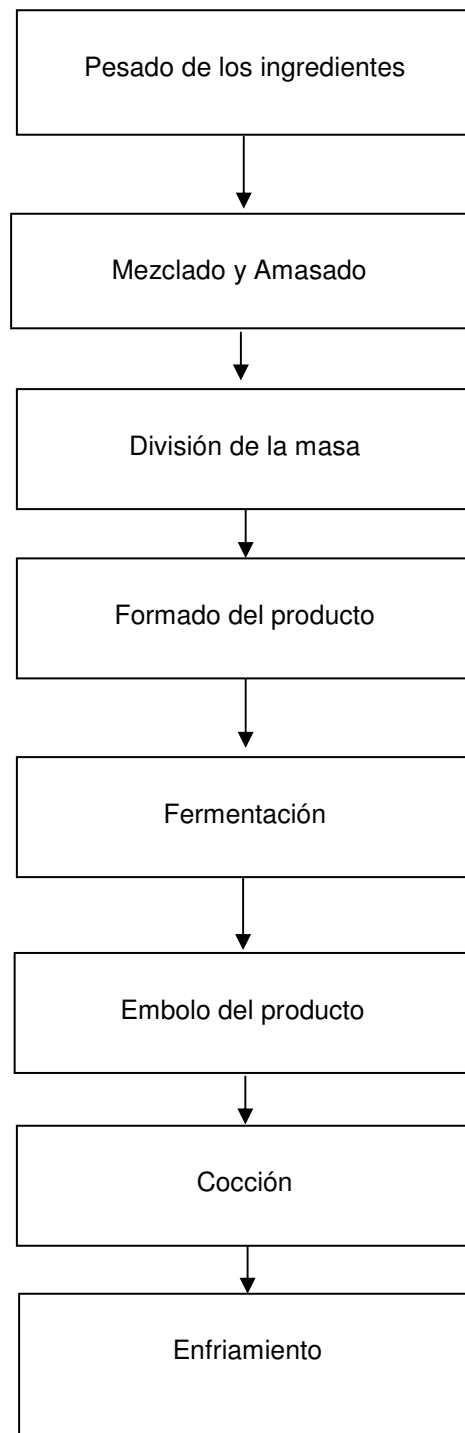 Pesado de los ingredientes
Mezclado y Amasado
División de la masa
Formado del producto
Fermentación
Embolo del producto
Cocción
Enfriamiento